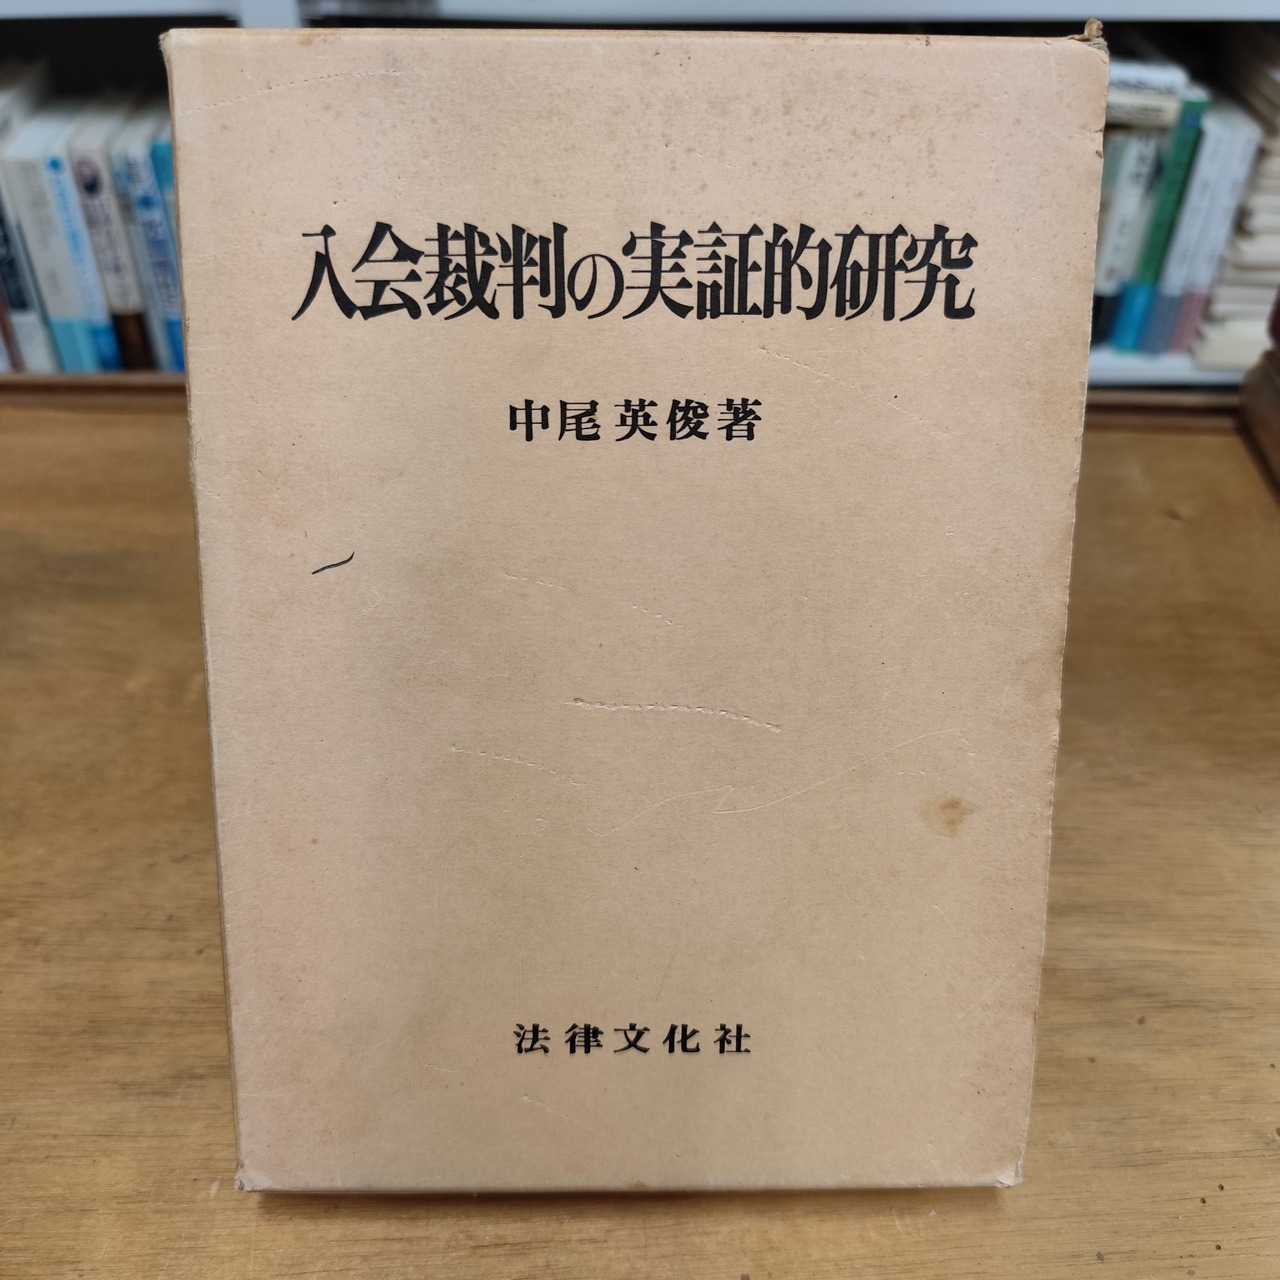 入会裁判の実証的研究
中尾英俊著
法律文化社